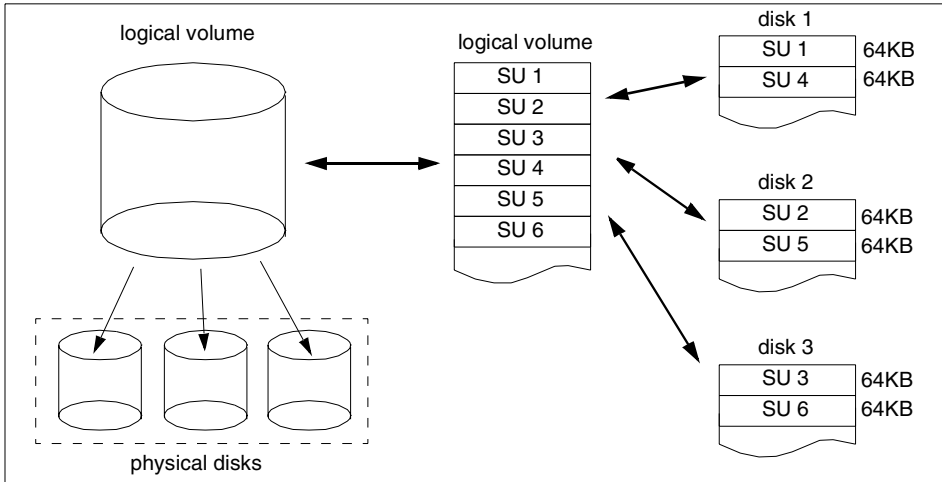 logical volume
physical disks
logical volume
SU 1
SU 2
SU 3
SU 4
SU 5
SU 6
disk 1
SU 1 64KB
SU 4 64KB
disk 2
SU 2 64KB
SU 5 64KB
disk 3
SU 3 64KB
SU 6 64KB